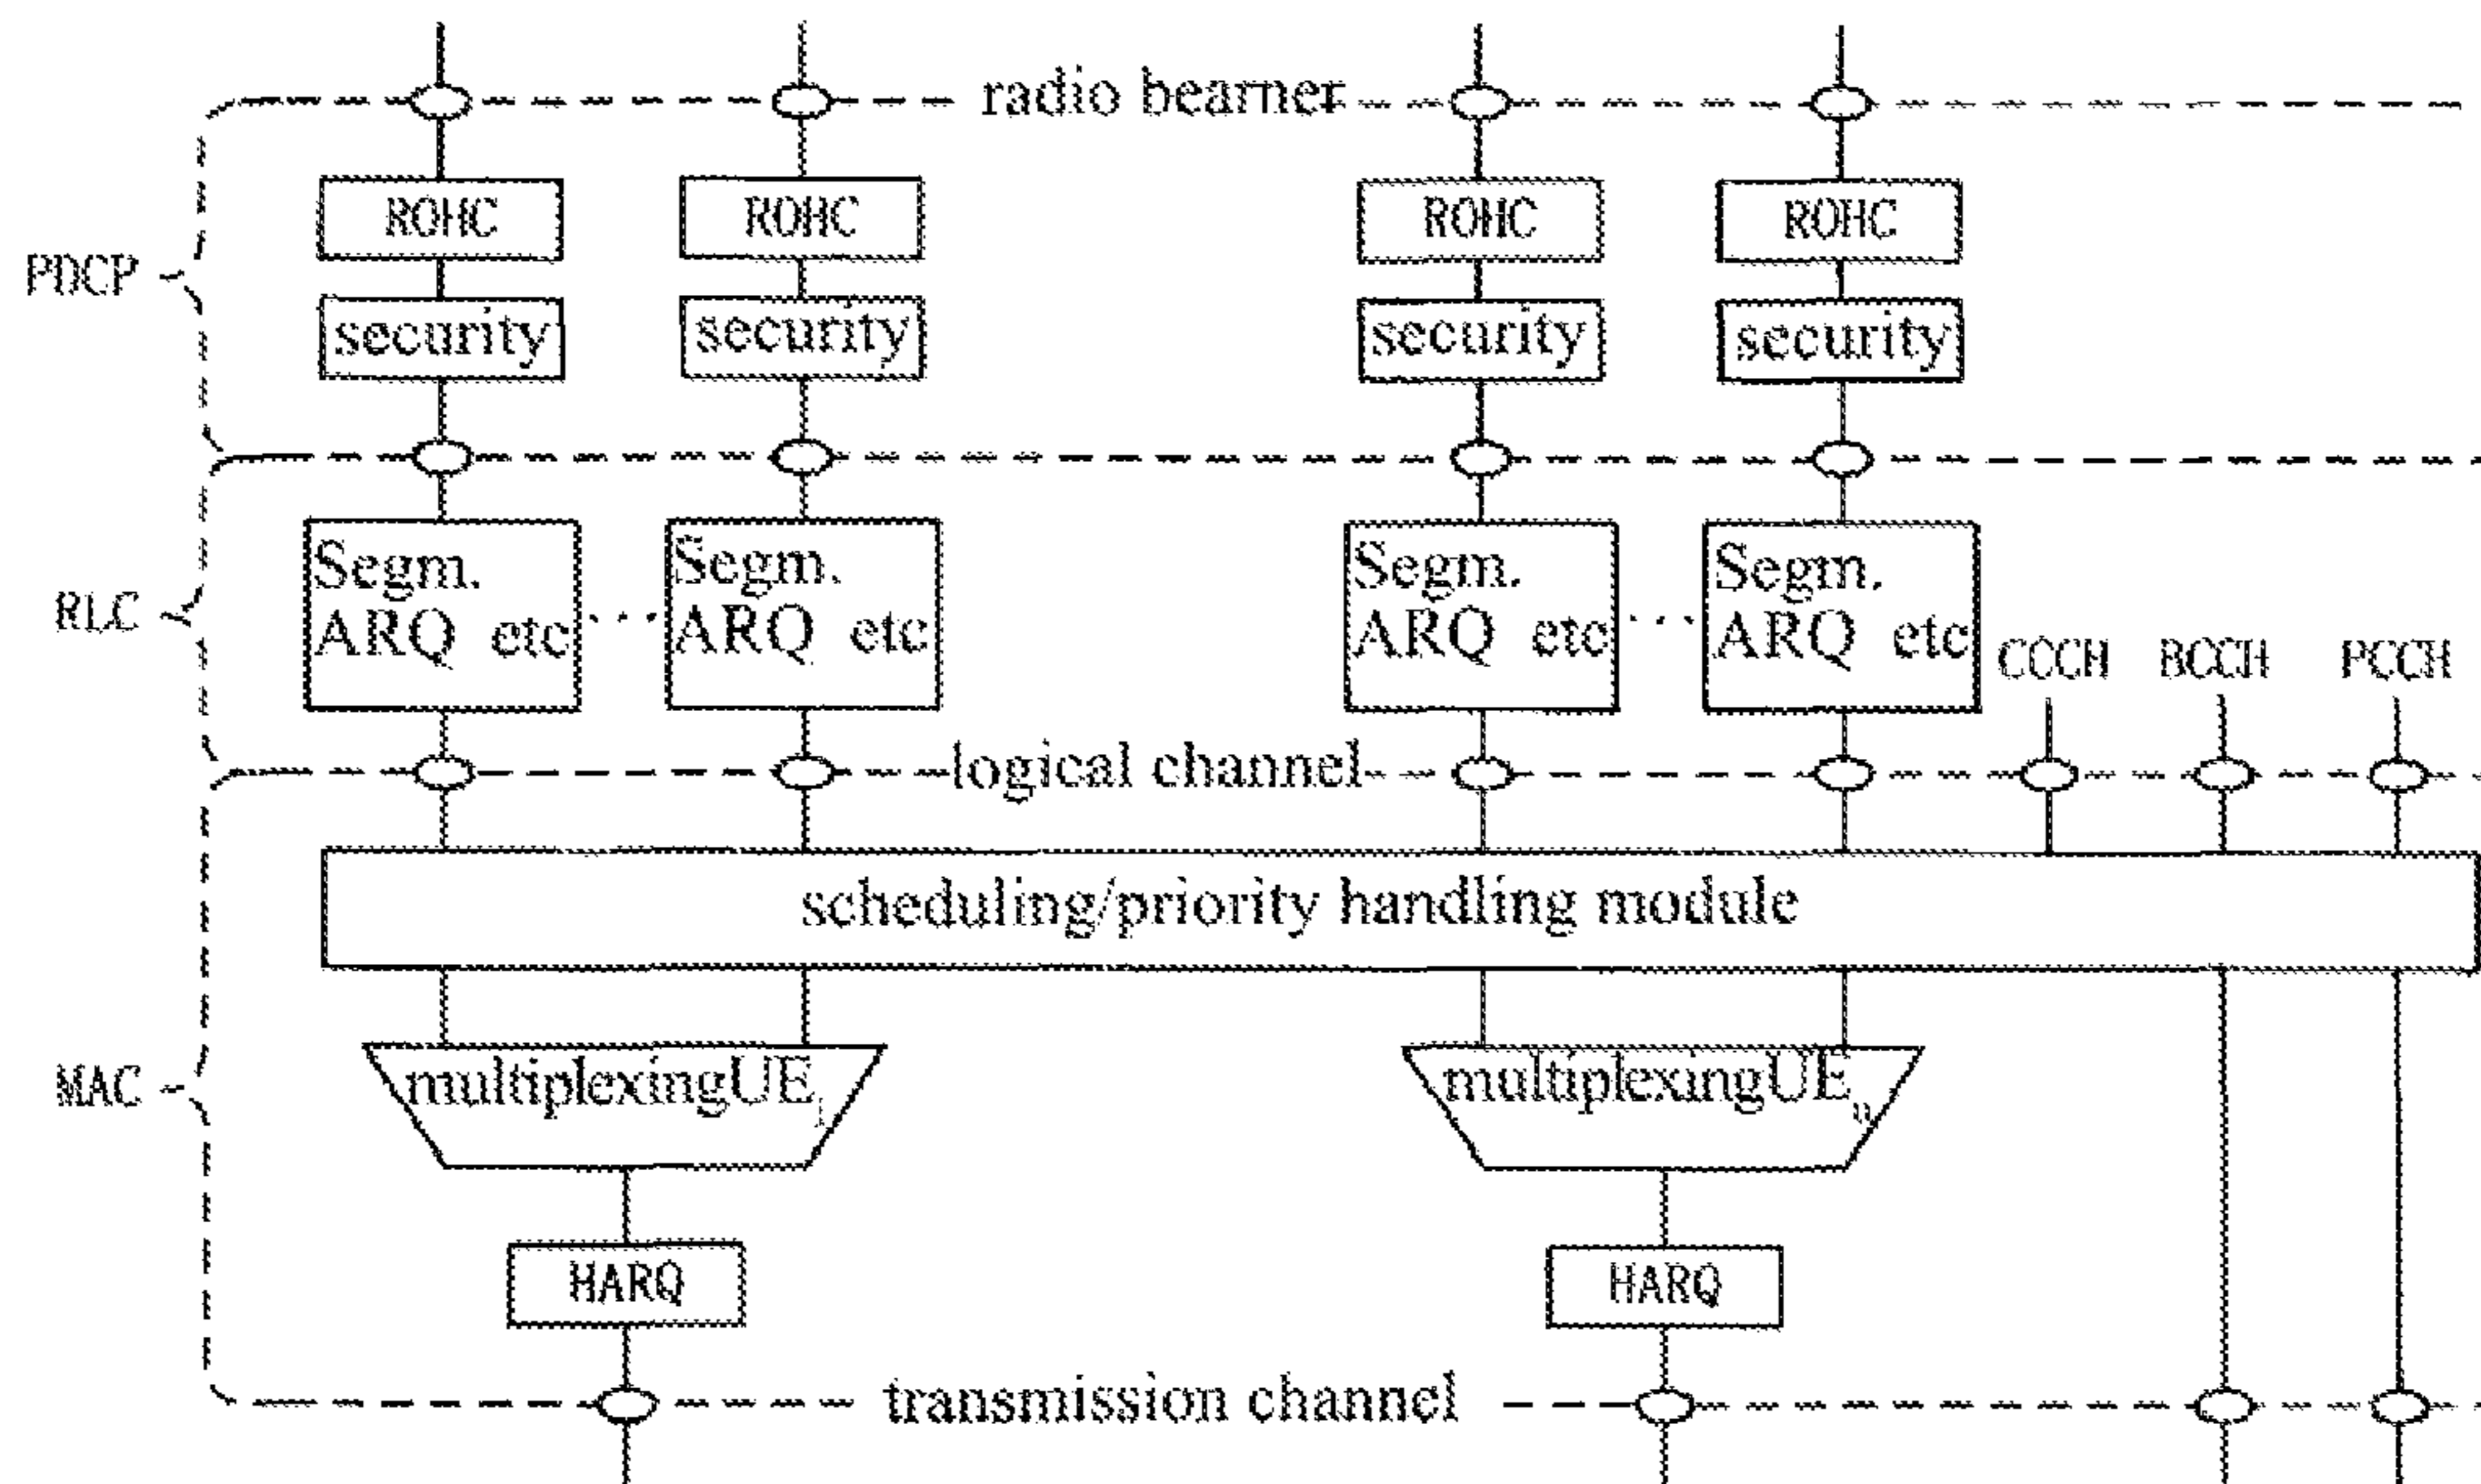 radio bearner
ROHC ROHC ROHC ROHC
PDCP
security security security security
Segm. Segm. Segm. Segm.
RLC
ARQ etc ... ARQ etc ARQ etc ... ARQ etc
CCCH BCCH PCCH
logical channel
scheduling/priority handling module
MAC
multiplexingUE1 multiplexingUEn
HARQ HARQ
transmission channel